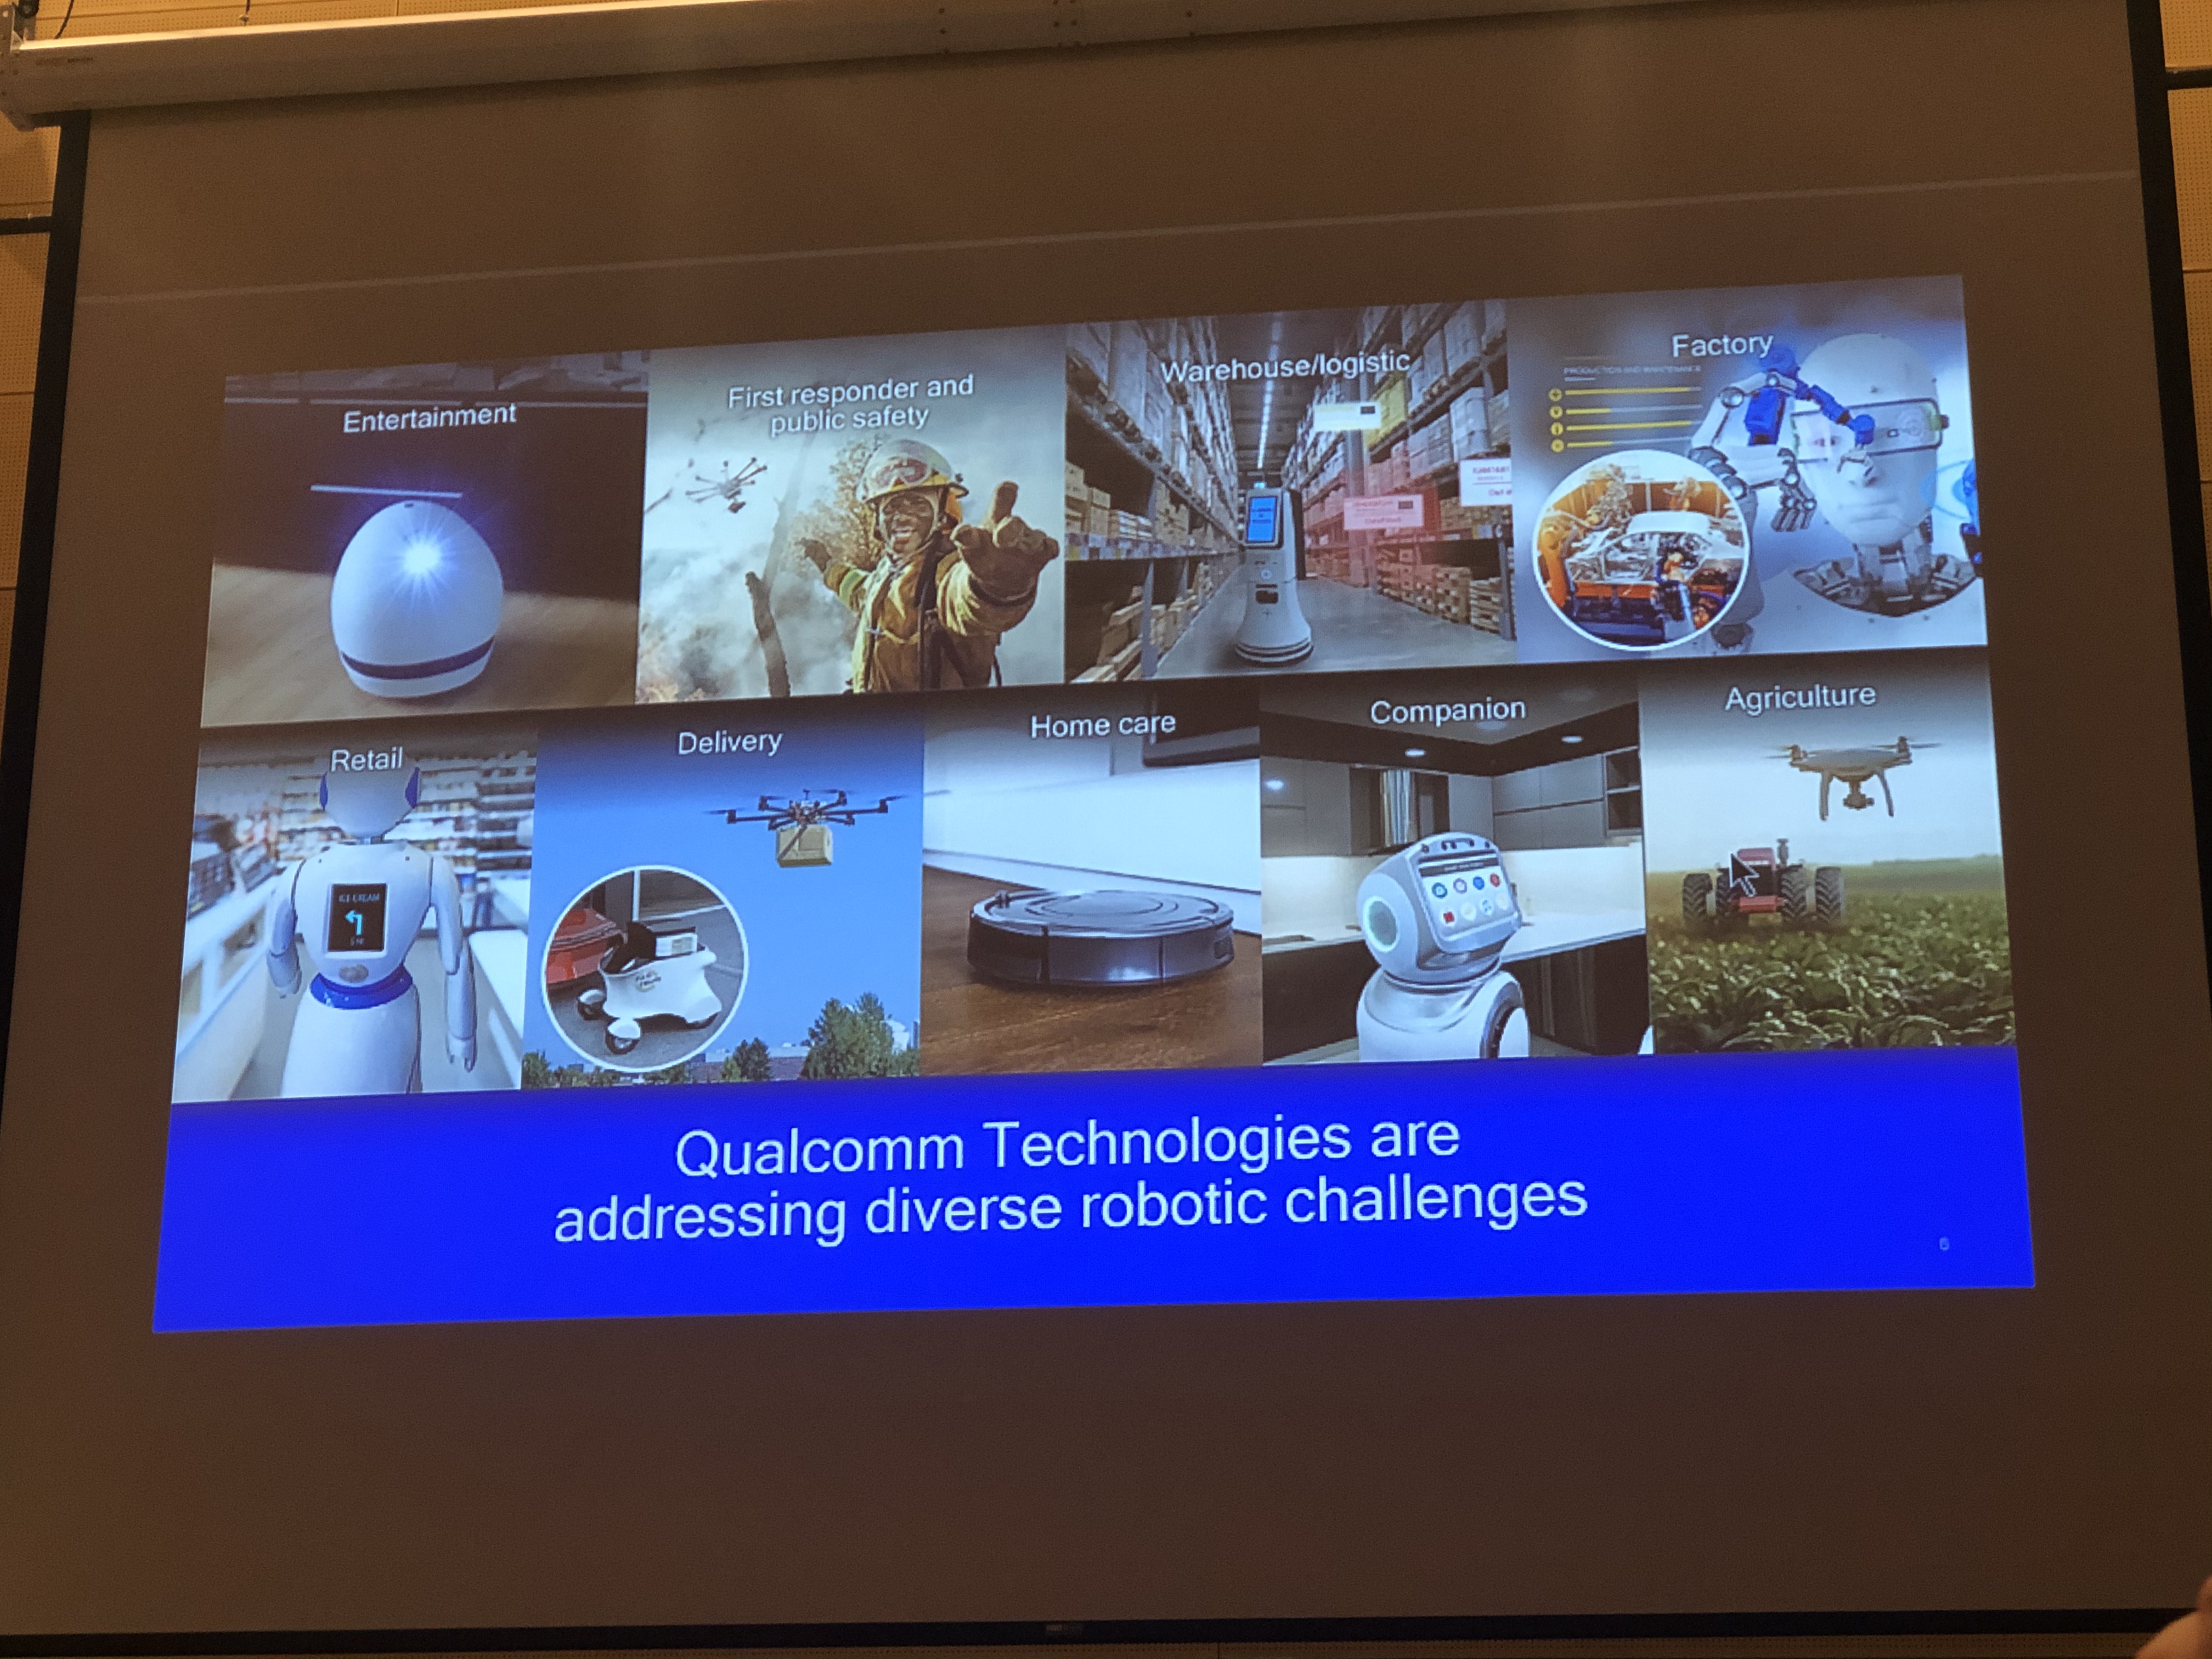 Entertainment
First responder and
public safety
Warehouse/logistic
Factory
PRODUCTION AND MAINTENANCE
Retail
ICE CREAM
Delivery
Home care
Companion
Agriculture
Qualcomm Technologies are
addressing diverse robotic challenges
6